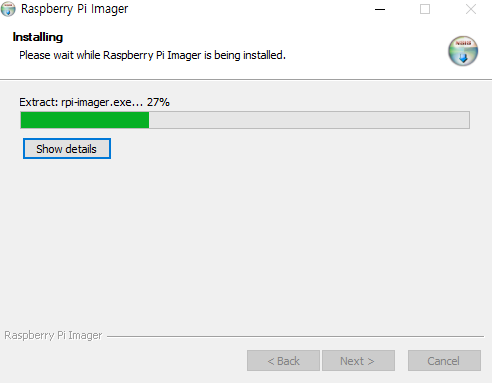 Raspberry Pi Imager
Installing
Please wait while Raspberry Pi Imager is being installed.
Extract: rpi-imager.exe... 27%
Show details
Raspberry Pi Imager
< Back
Next >
Cancel